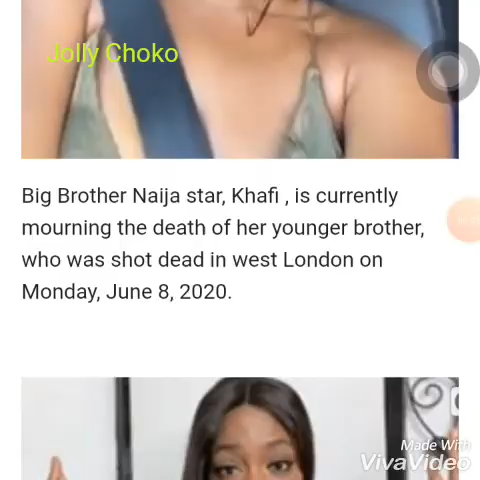 Jolly Choko
Big Brother Naija star, Khafi , is currently
mourning the death of her younger brother,
who was shot dead in west London on
Monday, June 8, 2020.
Made With
VivaVideo